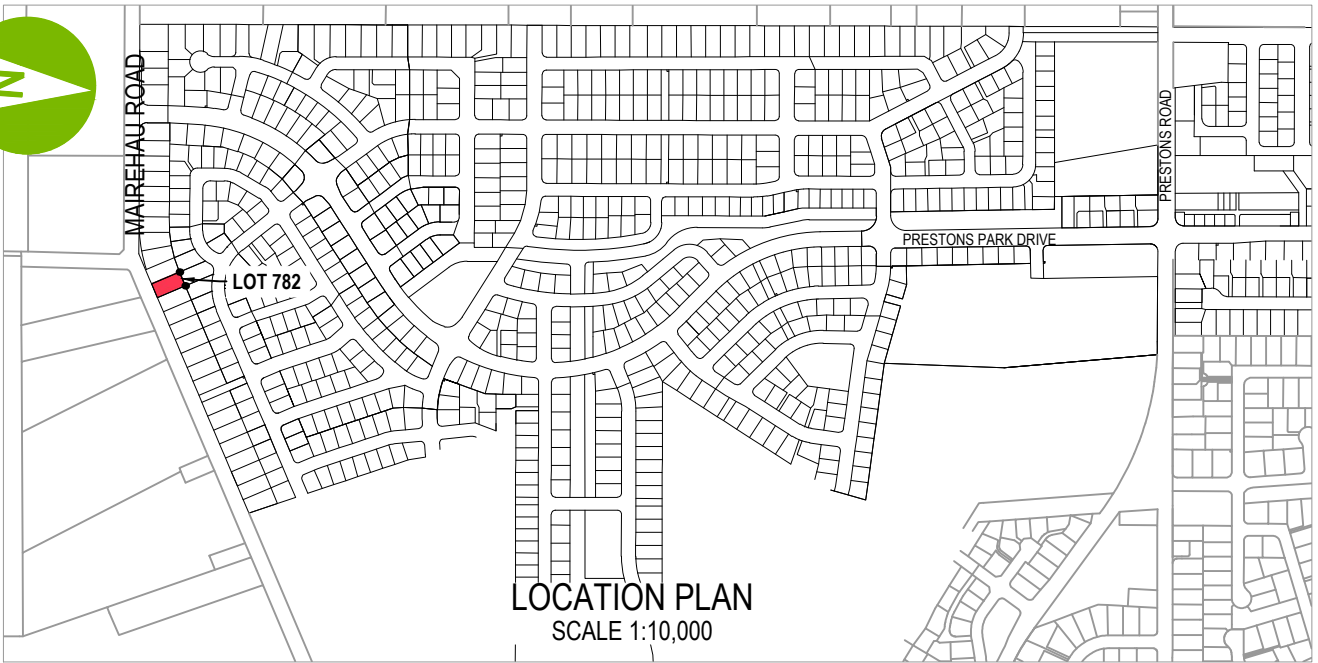 N
MAIREHAU ROAD
PRESTONS ROAD
PRESTONS PARK DRIVE
LOT 782
LOCATION PLAN
SCALE 1:10,000